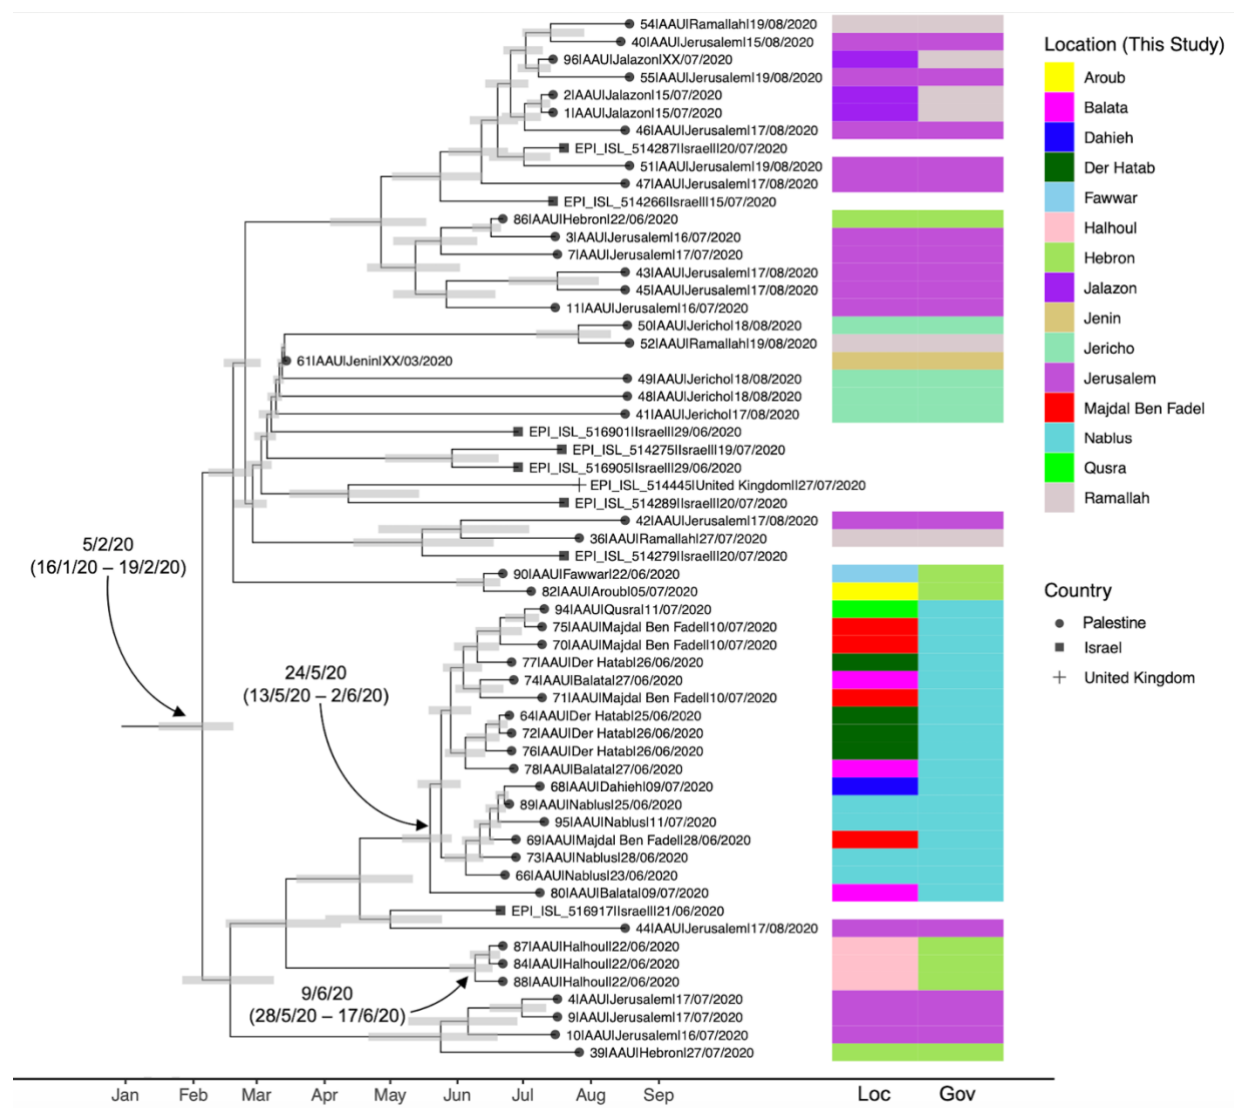 54|AAU|Ramallah|19/08/2020
40|AAU|Jerusalem|15/08/2020
96|AAU|Jalazon|XX/07/2020
55|AAU|Jerusalem|19/08/2020
2|AAU|Jalazon|15/07/2020
1|AAU|Jalazon|15/07/2020
46|AAU|Jerusalem|17/08/2020
EPI_ISL_514287||Israel||20/07/2020
51|AAU|Jerusalem|19/08/2020
47|AAU|Jerusalem|17/08/2020
EPI_ISL_514266||Israel||15/07/2020
86|AAU|Hebron|22/06/2020
3|AAU|Jerusalem|16/07/2020
7|AAU|Jerusalem|17/07/2020
43|AAU|Jerusalem|17/08/2020
45|AAU|Jerusalem|17/08/2020
11|AAU|Jerusalem|16/07/2020
50|AAU|Jericho|18/08/2020
52|AAU|Ramallah|19/08/2020
61|AAU|Jenin|XX/03/2020
49|AAU|Jericho|18/08/2020
48|AAU|Jericho|18/08/2020
41|AAU|Jericho|17/08/2020
EPI_ISL_516901||Israel||29/06/2020
EPI_ISL_514275||Israel||19/07/2020
EPI_ISL_516905||Israel||29/06/2020
EPI_ISL_514445|United Kingdom||27/07/2020
EPI_ISL_514289||Israel||20/07/2020
42|AAU|Jerusalem|17/08/2020
36|AAU|Ramallah|27/07/2020
EPI_ISL_514279||Israel||20/07/2020
90|AAU|Fawwar|22/06/2020
82|AAU|Aroub|05/07/2020
94|AAU|Qusra|11/07/2020
75|AAU|Majdal Ben Fadel|10/07/2020
70|AAU|Majdal Ben Fadel|10/07/2020
77|AAU|Der Hatab|26/06/2020
74|AAU|Balata|27/06/2020
71|AAU|Majdal Ben Fadel|10/07/2020
64|AAU|Der Hatab|25/06/2020
72|AAU|Der Hatab|26/06/2020
76|AAU|Der Hatab|26/06/2020
78|AAU|Balata|27/06/2020
68|AAU|Dahieh|09/07/2020
89|AAU|Nablus|25/06/2020
95|AAU|Nablus|11/07/2020
69|AAU|Majdal Ben Fadel|28/06/2020
73|AAU|Nablus|28/06/2020
66|AAU|Nablus|23/06/2020
80|AAU|Balata|09/07/2020
EPI_ISL_516917||Israel||21/06/2020
44|AAU|Jerusalem|17/08/2020
87|AAU|Halhoul|22/06/2020
84|AAU|Halhoul|22/06/2020
88|AAU|Halhoul|22/06/2020
4|AAU|Jerusalem|17/07/2020
9|AAU|Jerusalem|17/07/2020
10|AAU|Jerusalem|16/07/2020
39|AAU|Hebron|27/07/2020
5/2/20
(16/1/20 – 19/2/20)
24/5/20
(13/5/20 – 2/6/20)
9/6/20
(28/5/20 – 17/6/20)
Jan Feb Mar Apr May Jun Jul Aug Sep Loc Gov
Location (This Study)
Aroub
Balata
Dahieh
Der Hatab
Fawwar
Halhoul
Hebron
Jalazon
Jenin
Jericho
Jerusalem
Majdal Ben Fadel
Nablus
Qusra
Ramallah
Country
Palestine
Israel
United Kingdom